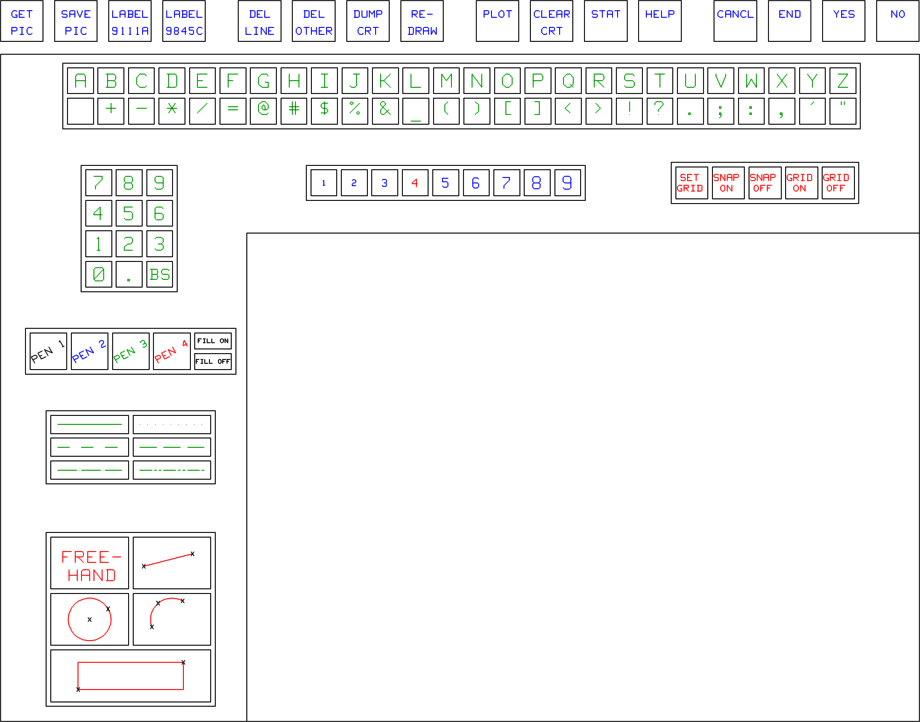 GET SAVE LABEL LABEL DEL DEL DUMP RE- PLOT CLEAR STAT HELP CANCL END YES NO
PIC PIC 9111A 9845C LINE OTHER CRT DRAW CRT
A B C D E F G H I J K L M N O P Q R S T U V W X Y Z
+ - * / = @ # $ % & _ ( ) [ ] < > ! ? . ; : , ´ "
7 8 9
4 5 6
1 2 3
0 . BS
1 2 3 4 5 6 7 8 9
SET SNAP SNAP GRID GRID
GRID ON OFF ON OFF
PEN 1 PEN 2 PEN 3 PEN 4 FILL ON
FILL OFF
FREE-
HAND